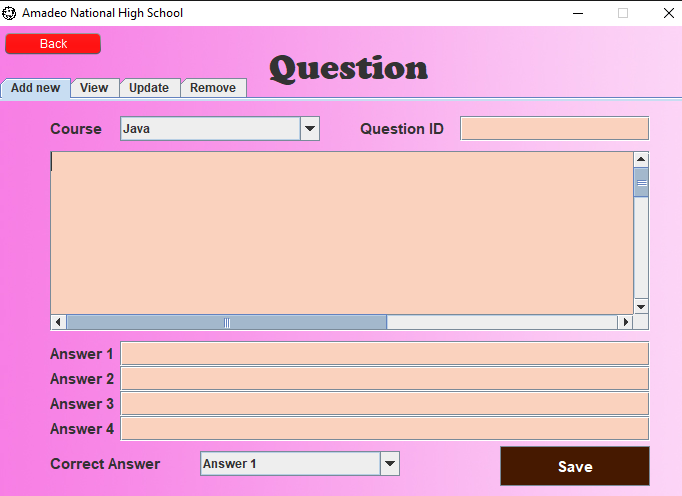 Amadeo National High School
Back
Question
Add new View Update Remove
Course Java Question ID
Answer 1
Answer 2
Answer 3
Answer 4
Correct Answer Answer 1 Save